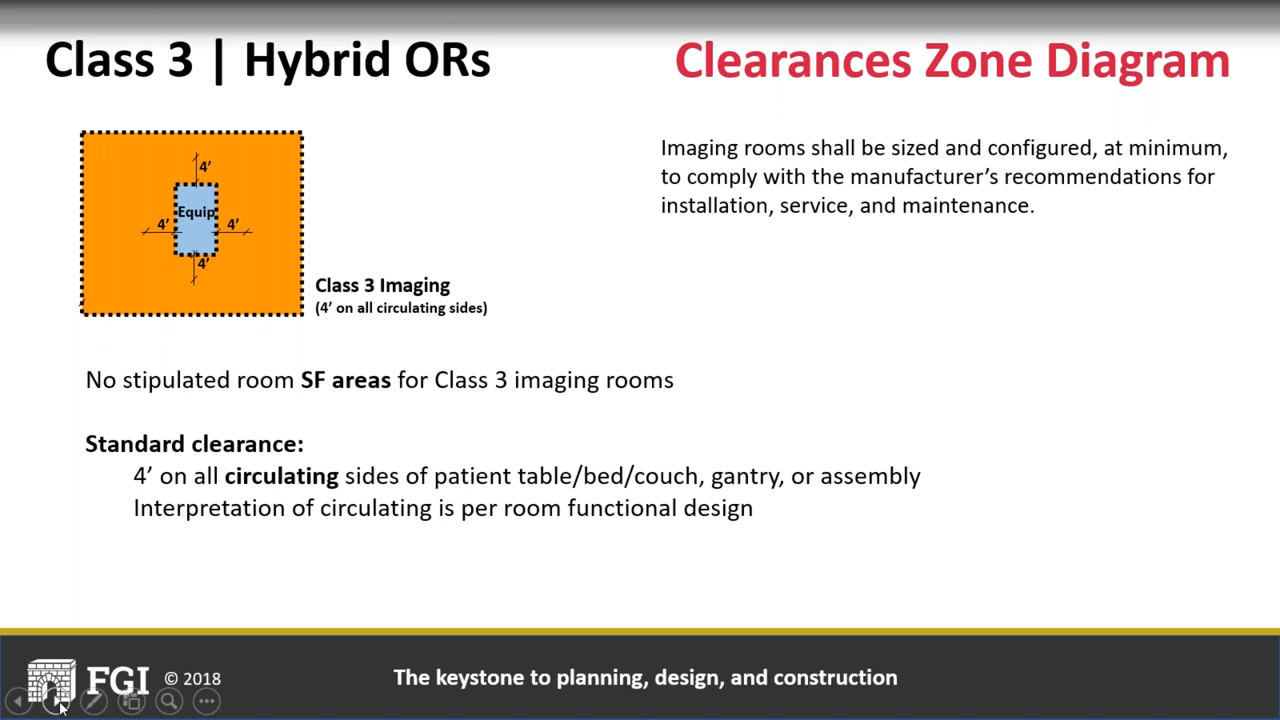 Class 3 | Hybrid ORs
Clearances Zone Diagram
4’
Equip
4’
4’
4’
Class 3 Imaging
(4’ on all circulating sides)
Imaging rooms shall be sized and configured, at minimum,
to comply with the manufacturer’s recommendations for
installation, service, and maintenance.
No stipulated room SF areas for Class 3 imaging rooms
Standard clearance:
4’ on all circulating sides of patient table/bed/couch, gantry, or assembly
Interpretation of circulating is per room functional design
FGI © 2018
The keystone to planning, design, and construction